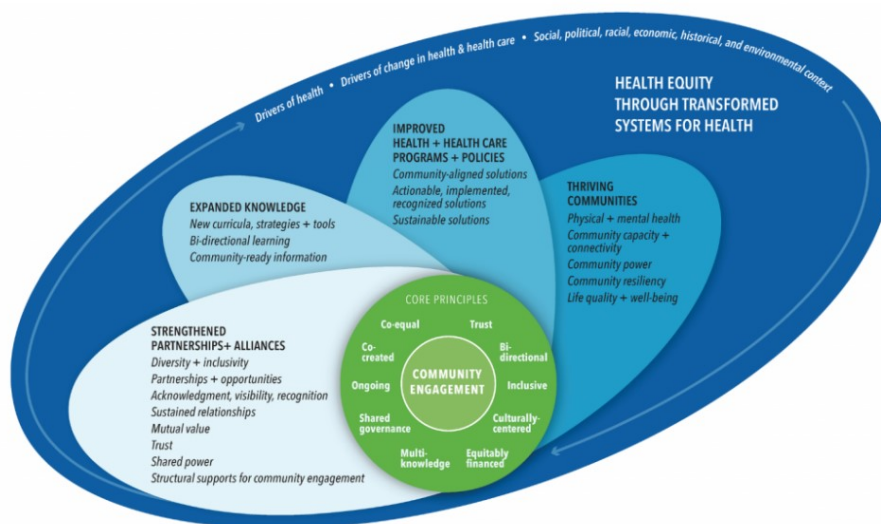 Drivers of health • Drivers of change in health & health care • Social, political, racial, economic, historical, and environmental context
HEALTH EQUITY
THROUGH TRANSFORMED
SYSTEMS FOR HEALTH
IMPROVED
HEALTH + HEALTH CARE
PROGRAMS + POLICIES
Community-aligned solutions
Actionable, implemented,
recognized solutions
Sustainable solutions
THRIVING
COMMUNITIES
Physical + mental health
Community capacity +
connectivity
Community power
Community resiliency
Life quality + well-being
EXPANDED KNOWLEDGE
New curricula, strategies + tools
Bi-directional learning
Community-ready information
STRENGTHENED
PARTNERSHIPS+ ALLIANCES
Diversity + inclusivity
Partnerships + opportunities
Acknowledgment, visibility, recognition
Sustained relationships
Mutual value
Trust
Shared power
Structural supports for community engagement
CORE PRINCIPLES
Co-equal
Trust
Co-
created
Bi-
directional
COMMUNITY
ENGAGEMENT
Ongoing
Inclusive
Shared
governance
Culturally-
centered
Multi-
knowledge
Equitably
financed